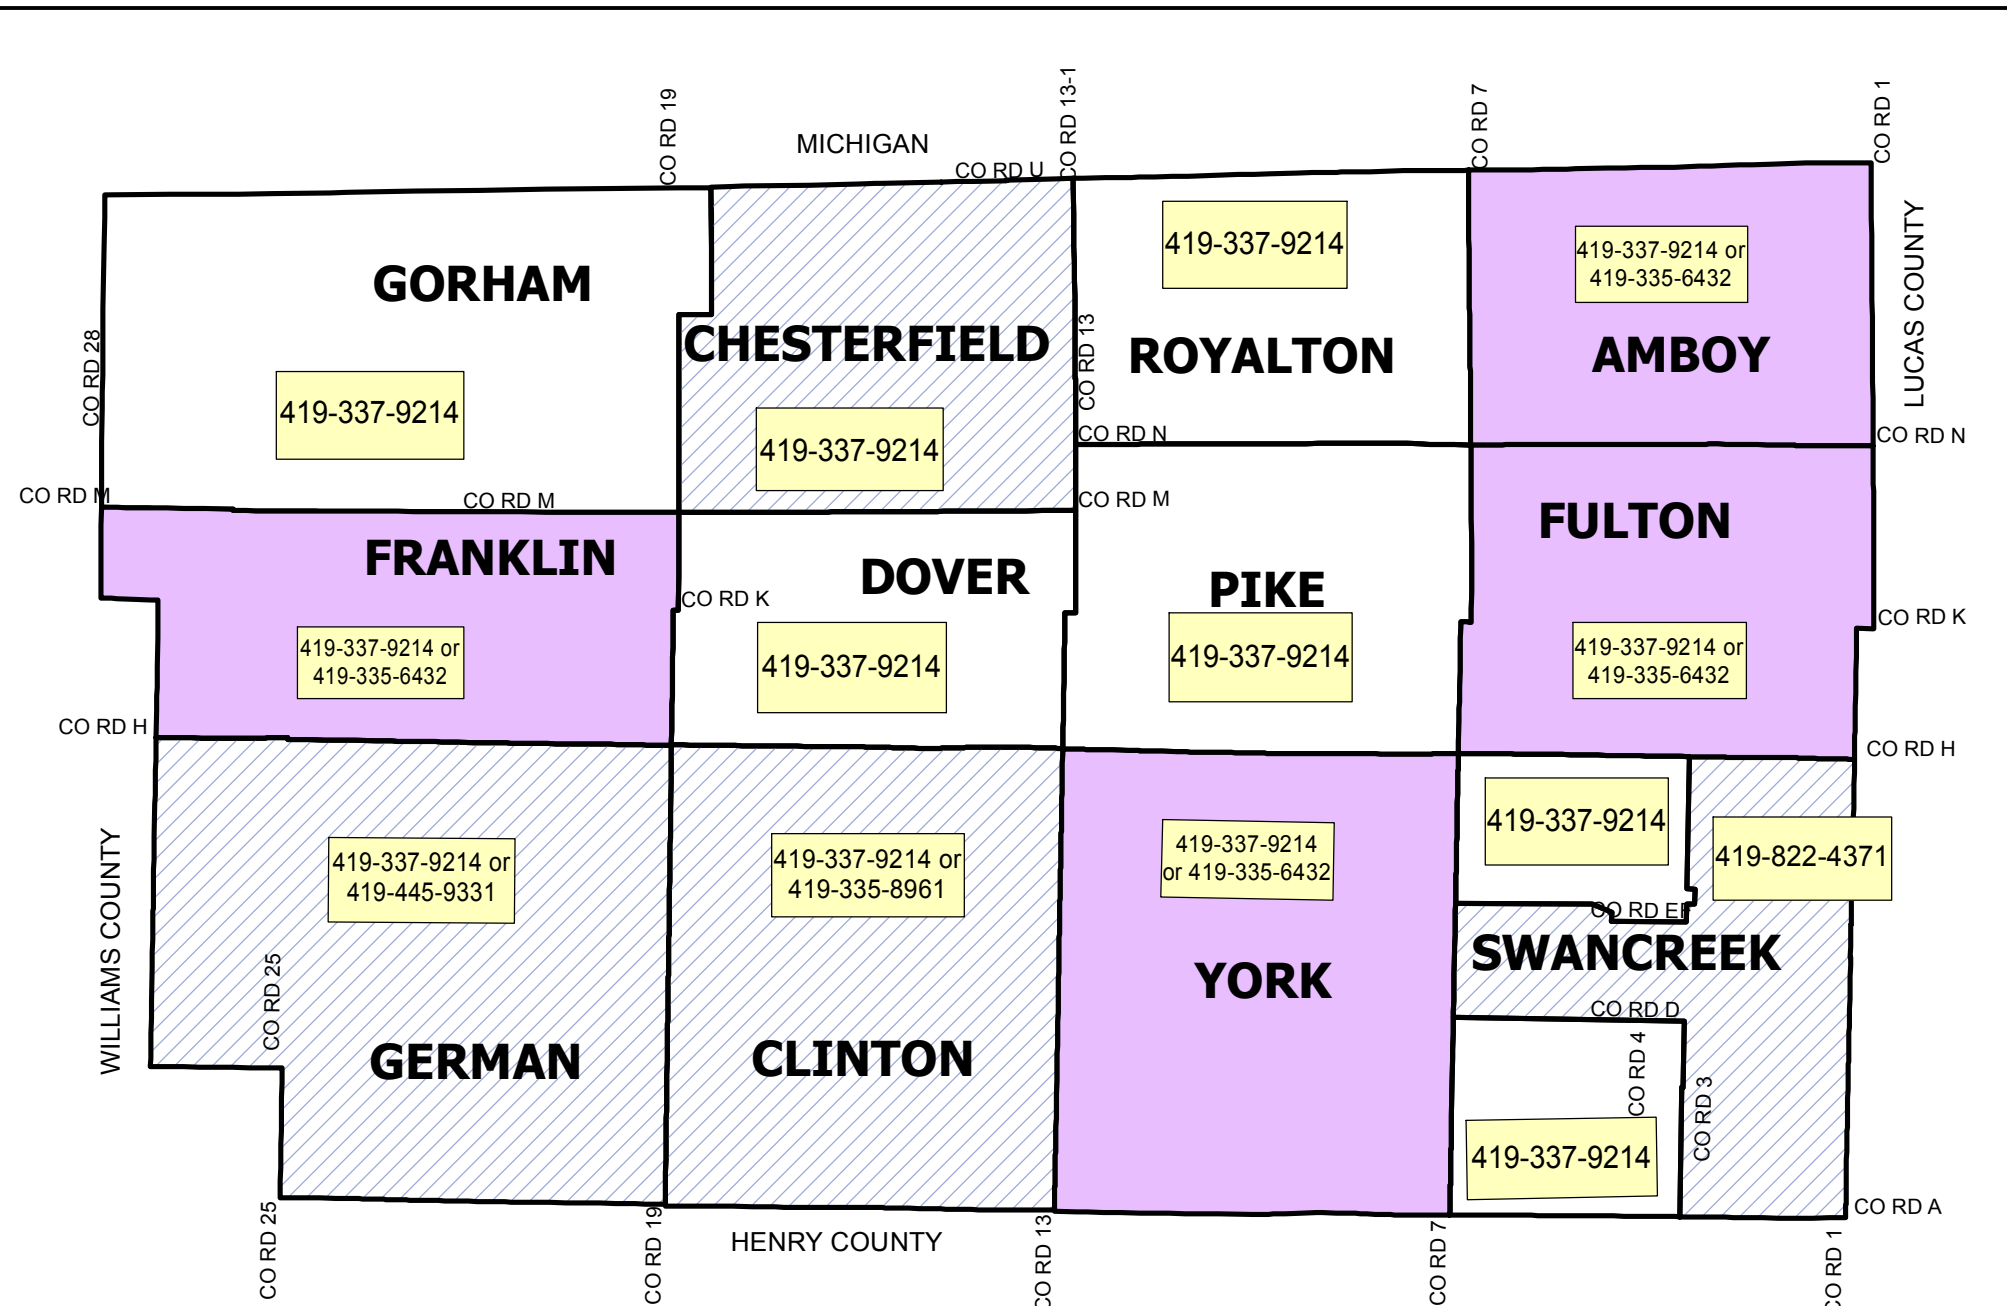 CO RD 19
MICHIGAN
CO RD U
CO RD 13-1
CO RD 7
CO RD 1
GORHAM
419-337-9214
CO RD 28
CHESTERFIELD
419-337-9214
CO RD 13
419-337-9214
ROYALTON
419-337-9214 or
419-335-6432
AMBOY
LUCAS COUNTY
CO RD N
CO RD N
CO RD M
CO RD M
CO RD M
FRANKLIN
419-337-9214 or
419-335-6432
CO RD K
DOVER
419-337-9214
PIKE
419-337-9214
FULTON
419-337-9214 or
419-335-6432
CO RD K
CO RD H
CO RD H
WILLIAMS COUNTY
419-337-9214 or
419-445-9331
CO RD 25
GERMAN
419-337-9214 or
419-335-8961
CLINTON
419-337-9214
or 419-335-6432
YORK
419-337-9214
419-822-4371
CO RD EF
SWANCREEK
CO RD D
CO RD 4
CO RD 3
419-337-9214
CO RD A
CO RD 25
CO RD 19
HENRY COUNTY
CO RD 13
CO RD 7
CO RD 1